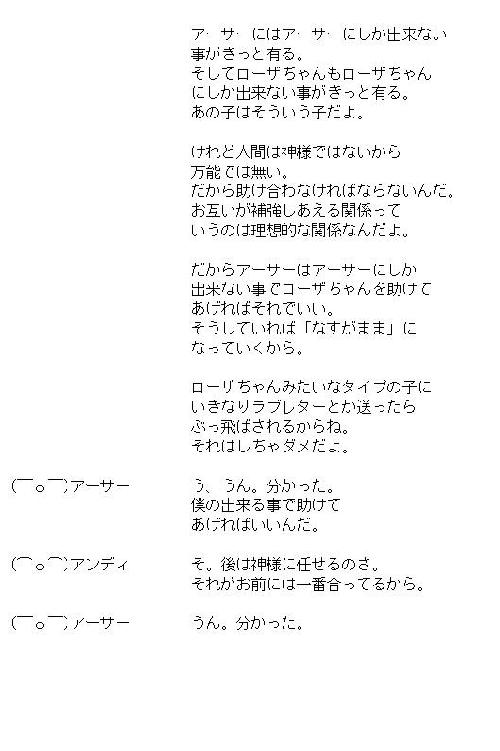 アーサーにはアーサーにしか出来ない
事がきっと有る。
そしてローザちゃんもローザちゃん
にしか出来ない事がきっと有る。
あの子はそういう子だよ。
けれど人間は神様ではないから
万能では無い。
だから助け合わなければならないんだ。
お互いが補強しあえる関係って
いうのは理想的な関係なんだよ。
だからアーサーはアーサーにしか
出来ない事でローザちゃんを助けて
あげればそれでいい。
そうしていれば「なすがまま」に
なっていくから。
ローザちゃんみたいなタイプの子に
いきなりラブレターとか送ったら
ぶっ飛ばされるからね。
それはしちゃダメだよ。
(￣o￣)アーサー う、うん。分かった。
僕の出来る事で助けて
あげればいいんだ。
(￣o￣)アンディ そ。後は神様に任せるのさ。
それがお前には一番合ってるから。
(￣o￣)アーサー うん。分かった。